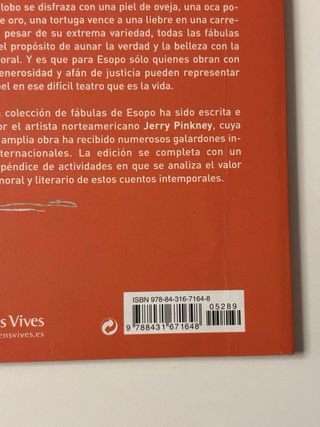 lobo se disfraza con una piel de oveja, una oca po-
e oro, una tortuga vence a una liebre en una carre-
pesar de su extrema variedad, todas las fábulas
el propósito de aunar la verdad y la belleza con la
oral. Y es que para Esopo sólo quienes obran con
enerosidad y afán de justicia pueden representar
pel en ese difícil teatro que es la vida.
colección de fábulas de Esopo ha sido escrita e
or el artista norteamericano Jerry Pinkney, cuya
amplia obra ha recibido numerosos galardones in-
ternacionales. La edición se completa con un
péndice de actividades en que se analiza el valor
moral y literario de estos cuentos intemporales.
ISBN 978-84-316-7164-8
05289
9 788431 671648
s Vives
ensvives.es